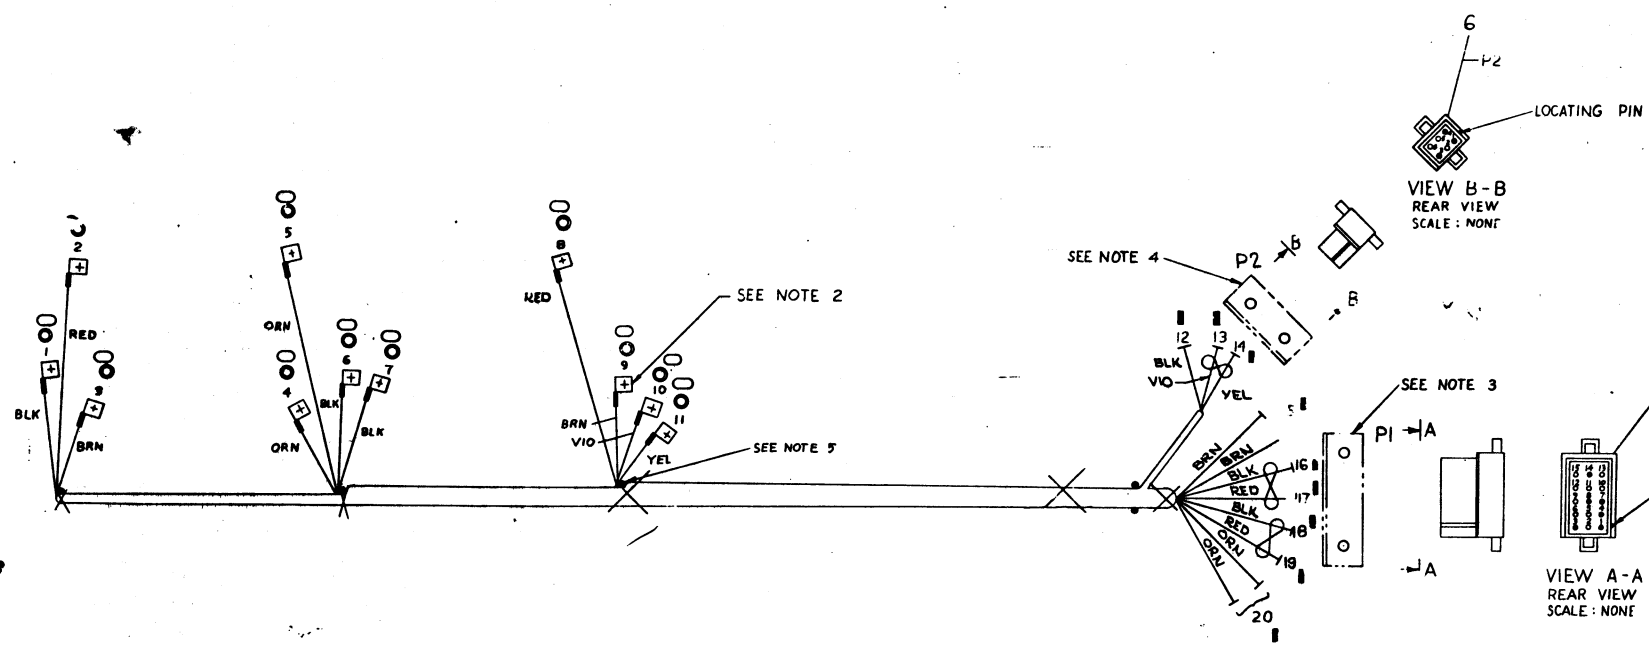 6
P2
LOCATING PIN
VIEW B-B
REAR VIEW
SCALE: NONE
B
B
P2
SEE NOTE 4
5
2
8
SEE NOTE 2
RED
ORN
RED
1
3
4
6
7
9
10
11
BLK
BRN
ORN
BLK
BLK
BRN
VIO
YEL
SEE NOTE 5
12
13
14
BLK
VIO
YEL
SEE NOTE 3
P1
A
A
BRN
BRN
BLK
RED
BLK
RED
ORN
ORN
16
17
18
19
20
15 14 13
VIEW A-A
REAR VIEW
SCALE: NONE